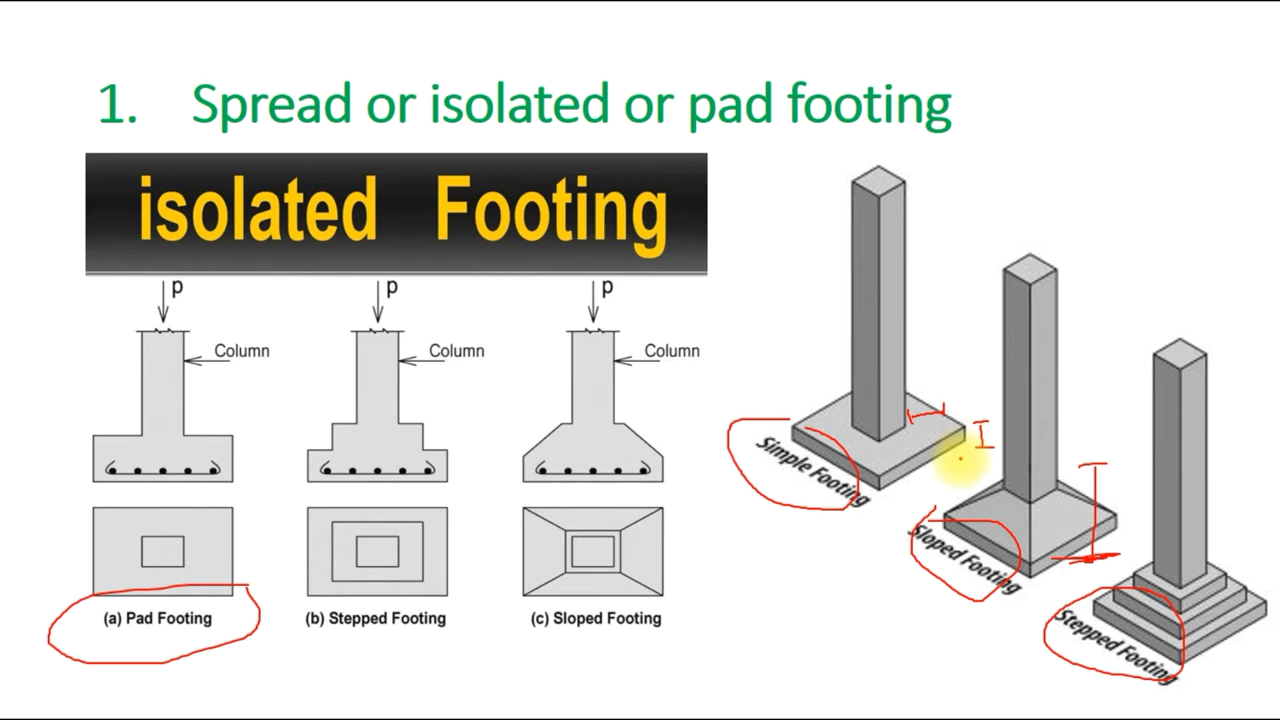 1. Spread or isolated or pad footing
isolated Footing
p
p
p
Column
Column
Column
(a) Pad Footing
(b) Stepped Footing
(c) Sloped Footing
Simple Footing
Sloped Footing
Stepped Footing